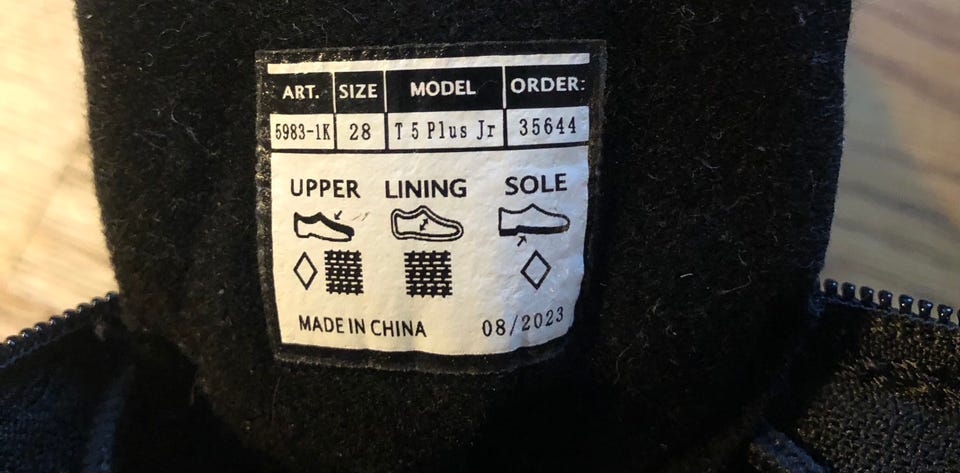 ART. SIZE MODEL ORDER:
5983-1K 28 T 5 Plus Jr 35644
UPPER LINING SOLE
MADE IN CHINA 08/2023